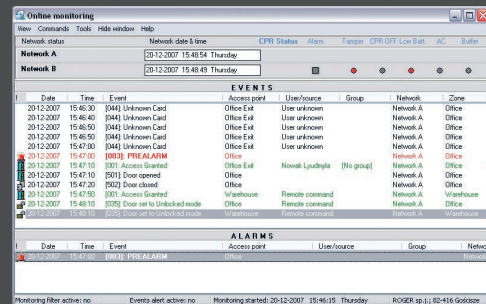 Online monitoring
View Commands Tools Hide window Help
Network status Network date & time CPR Status Alarm Tamper CPR OFF Low Batt. AC Buffer
Network A 20-12-2007 15:48:54 Thursday
Network B 20-12-2007 15:48:49 Thursday
EVENTS
! Date Time Event Access point User/source Group Network Zone
20-12-2007 15:46:30 [044]: Unknown Card Office Exit User unknown Network A Office
20-12-2007 15:46:40 [044]: Unknown Card Office Exit User unknown Network A Office
20-12-2007 15:46:50 [044]: Unknown Card Office Exit User unknown Network A Office
20-12-2007 15:46:50 [044]: Unknown Card Office Exit User unknown Network A Office
20-12-2007 15:47:00 [044]: Unknown Card Office Exit User unknown Network A Office
20-12-2007 15:47:00 [003]: PREALARM Office Network A Office
20-12-2007 15:47:10 [001]: Access Granted Office Exit Nowak Lyudmyla [No group] Network A Office
20-12-2007 15:47:10 [501]: Door opened Office Network A Office
20-12-2007 15:47:20 [502]: Door closed Office Network A Office
20-12-2007 15:47:50 [001]: Access Granted Warehouse Remote command Network A Warehouse
20-12-2007 15:48:10 [035]: Door set to Unlocked mode Office Remote command Network A Office
20-12-2007 15:48:10 [035]: Door set to Unlocked mode Warehouse Remote command Network A Warehouse
ALARMS
! Date Time Event Access point User/source Group Netwo
20-12-2007 15:47:00 [003]: PREALARM Office Network
Monitoring filter active: no Events alert active: no Monitoring started: 20-12-2007 15:46:15 Thursday ROGER sp.j.; 82-416 Gościsze